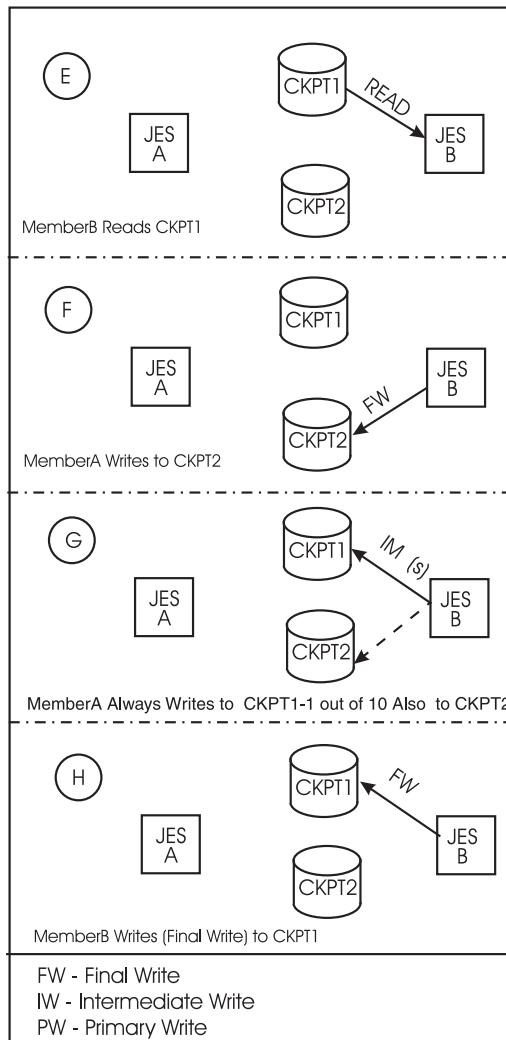 E
CKPT1
READ
JES
A
JES
B
CKPT2
MemberB Reads CKPT1
F
CKPT1
JES
A
JES
B
FW
CKPT2
MemberA Writes to CKPT2
G
CKPT1
IM (s)
JES
A
JES
B
CKPT2
MemberA Always Writes to CKPT1-1 out of 10 Also to CKPT2
H
CKPT1
FW
JES
A
JES
B
CKPT2
MemberB Writes (Final Write) to CKPT1
FW - Final Write
IW - Intermediate Write
PW - Primary Write